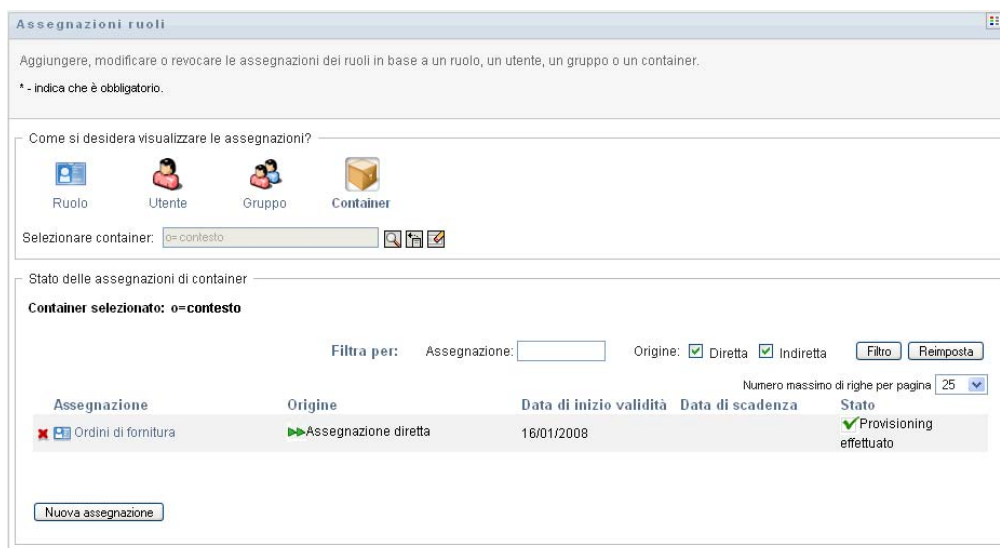 Assegnazioni ruoli
Aggiungere, modificare o revocare le assegnazioni dei ruoli in base a un ruolo, un utente, un gruppo o un container.
* - indica che è obbligatorio.
Come si desidera visualizzare le assegnazioni?
Ruolo Utente Gruppo Container
Selezionare container: o=contesto
Stato delle assegnazioni di container
Container selezionato: o=contesto
Filtra per: Assegnazione: Origine: Diretta Indiretta Filtro Reimposta
Numero massimo di righe per pagina 25
Assegnazione Origine Data di inizio validità Data di scadenza Stato
Ordini di fornitura Assegnazione diretta 16/01/2008 Provisioning
effettuato
Nuova assegnazione